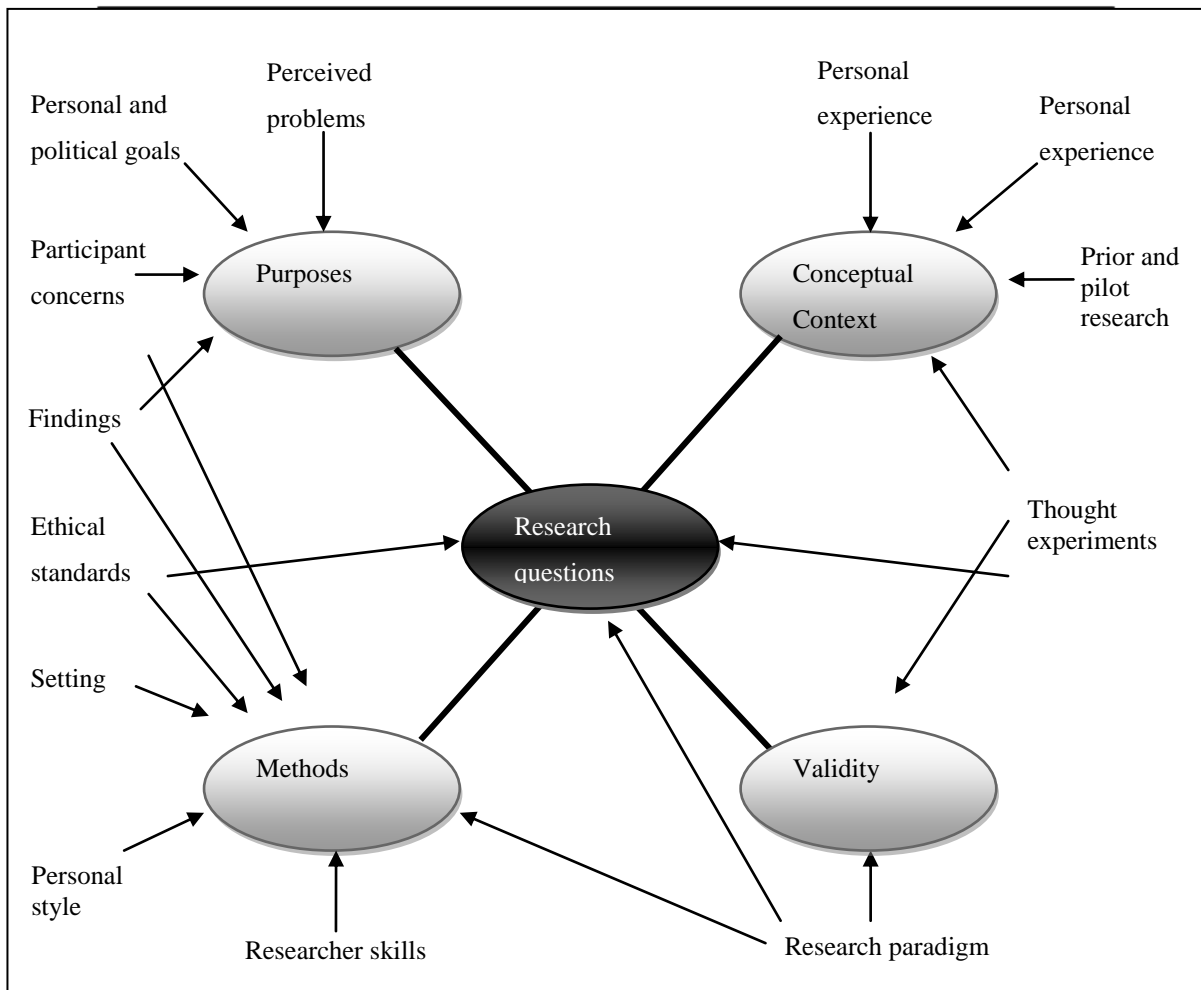 Perceived
problems
Personal
experience
Personal and
political goals
Personal
experience
Participant
concerns
Purposes
Conceptual
Context
Prior and
pilot
research
Findings
Ethical
standards
Research
questions
Thought
experiments
Setting
Methods
Validity
Personal
style
Researcher skills
Research paradigm